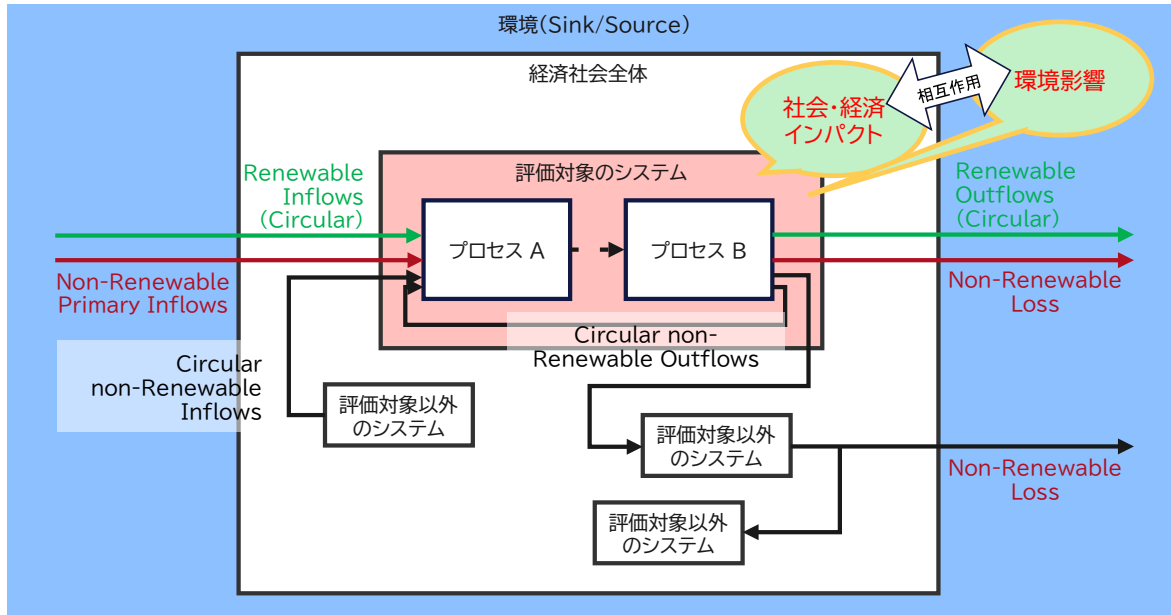 環境(Sink/Source)
経済社会全体
環境影響
相互作用
社会・経済
インパクト
評価対象のシステム
Renewable
Inflows
(Circular)
Renewable
Outflows
(Circular)
プロセス A
プロセス B
Non-Renewable
Primary Inflows
Non-Renewable
Loss
Circular non-
Renewable Outflows
Circular
non-Renewable
Inflows
評価対象以外
のシステム
評価対象以外
のシステム
Non-Renewable
Loss
評価対象以外
のシステム